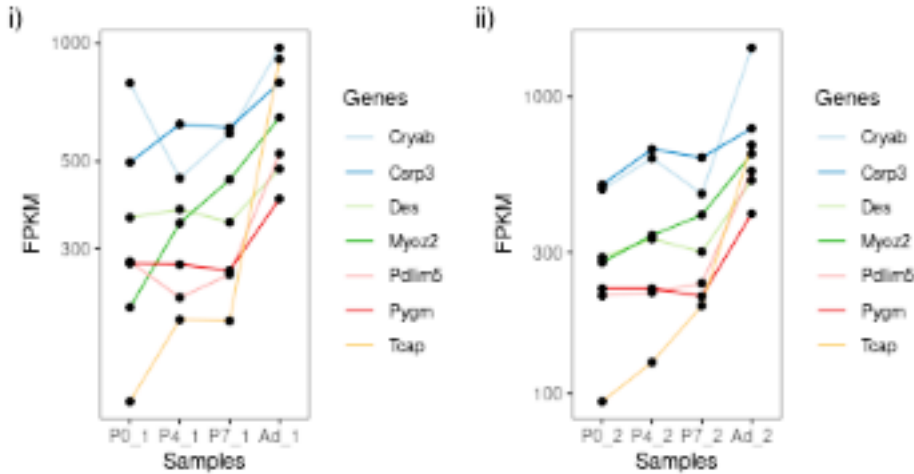 i)
1000
500
300
FPKM
P0_1 P4_1 P7_1 Ad_1
Samples
Genes
Cryab
Csrp3
Des
Myoz2
Pdlim5
Pygm
Tcap
ii)
1000
300
100
FPKM
P0_2 P4_2 P7_2 Ad_2
Samples
Genes
Cryab
Csrp3
Des
Myoz2
Pdlim5
Pygm
Tcap